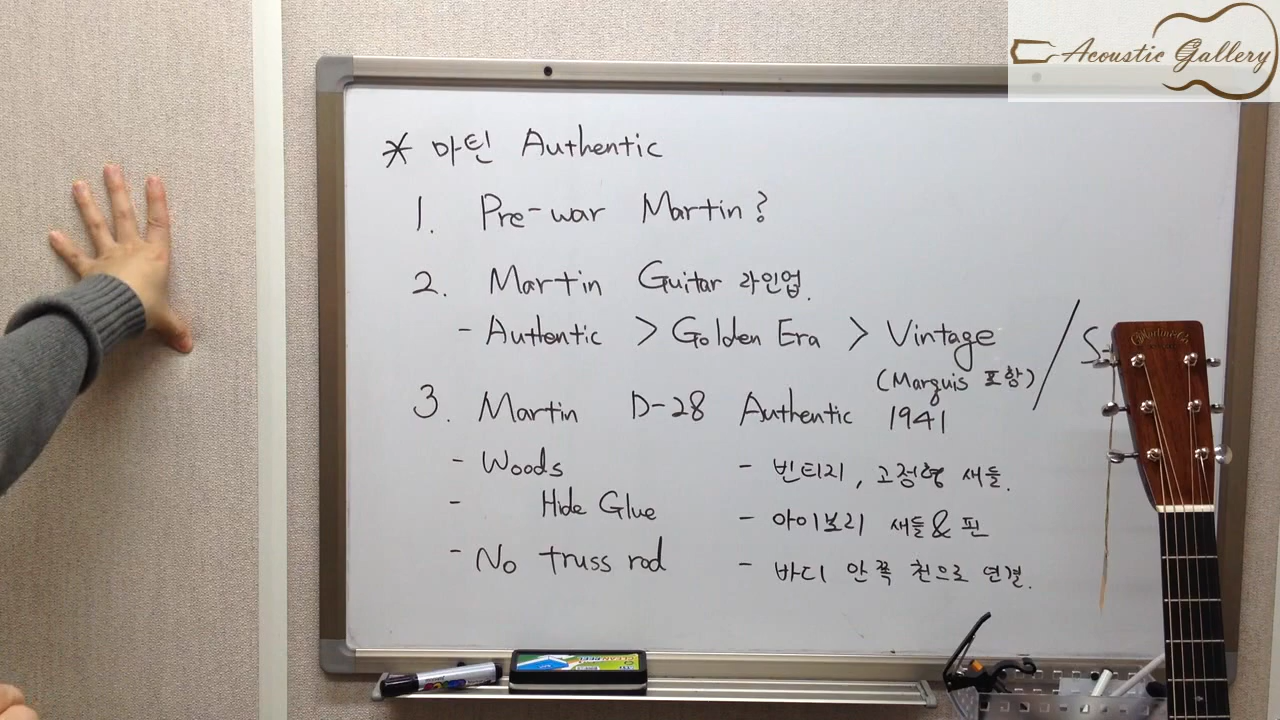 Acoustic Gallery
* 마틴 Authentic
1. Pre-war Martin?
2. Martin Guitar 라인업.
- Authentic > Golden Era > Vintage / S
(Marquis 포함)
3. Martin D-28 Authentic 1941
- Woods
- Hide Glue
- No truss rod
- 빈티지, 고정형 새들.
- 아이보리 새들 & 핀
- 바디 안쪽 천으로 연결.